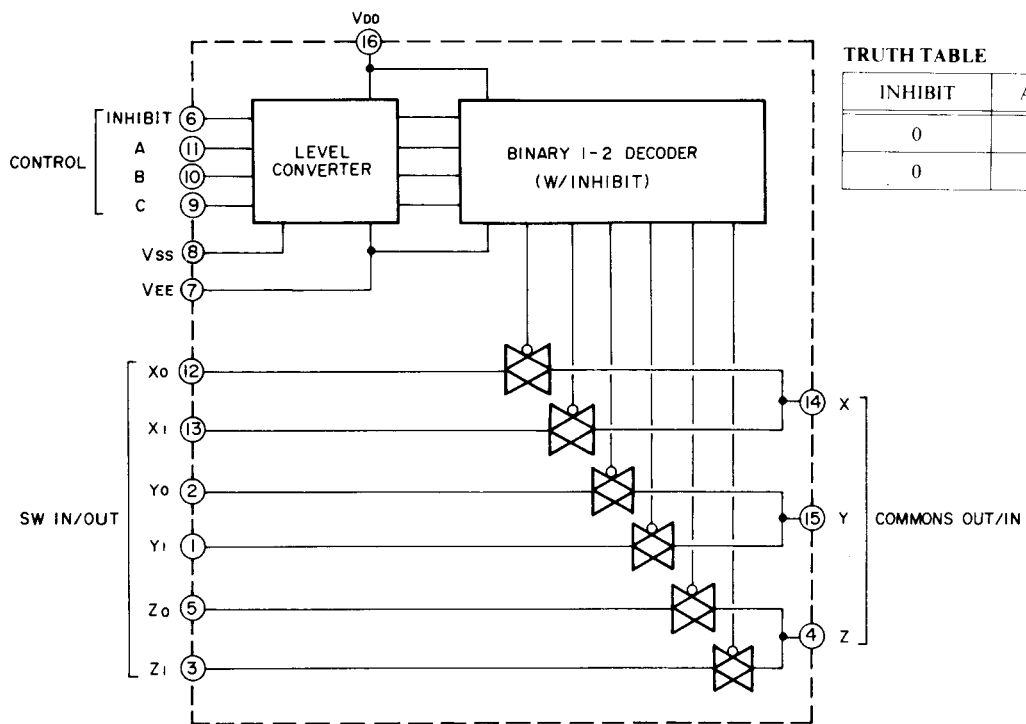 VDD
16
TRUTH TABLE
INHIBIT A
0
0
CONTROL
INHIBIT 6
A 11
B 10
C 9
VSS 8
VEE 7
LEVEL
CONVERTER
BINARY 1-2 DECODER
(W/INHIBIT)
SW IN/OUT
X0 12
X1 13
Y0 2
Y1 1
Z0 5
Z1 3
14 X
15 Y
4 Z
COMMONS OUT/IN